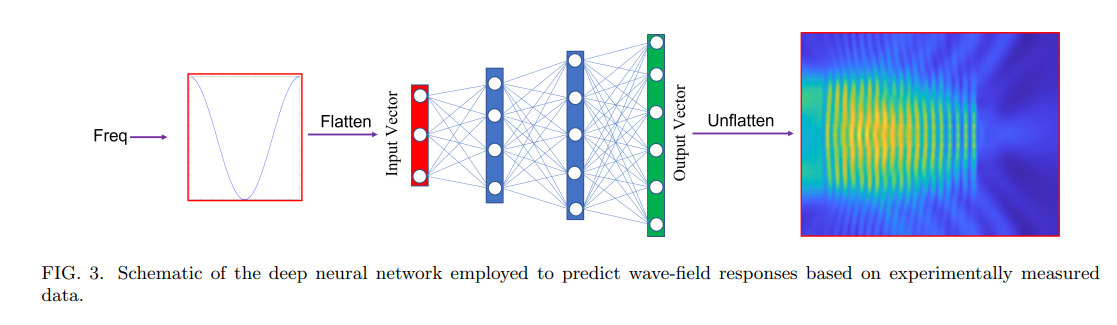 Freq
Flatten
Input Vector
Output Vector
Unflatten
FIG. 3. Schematic of the deep neural network employed to predict wave-field responses based on experimentally measured
data.